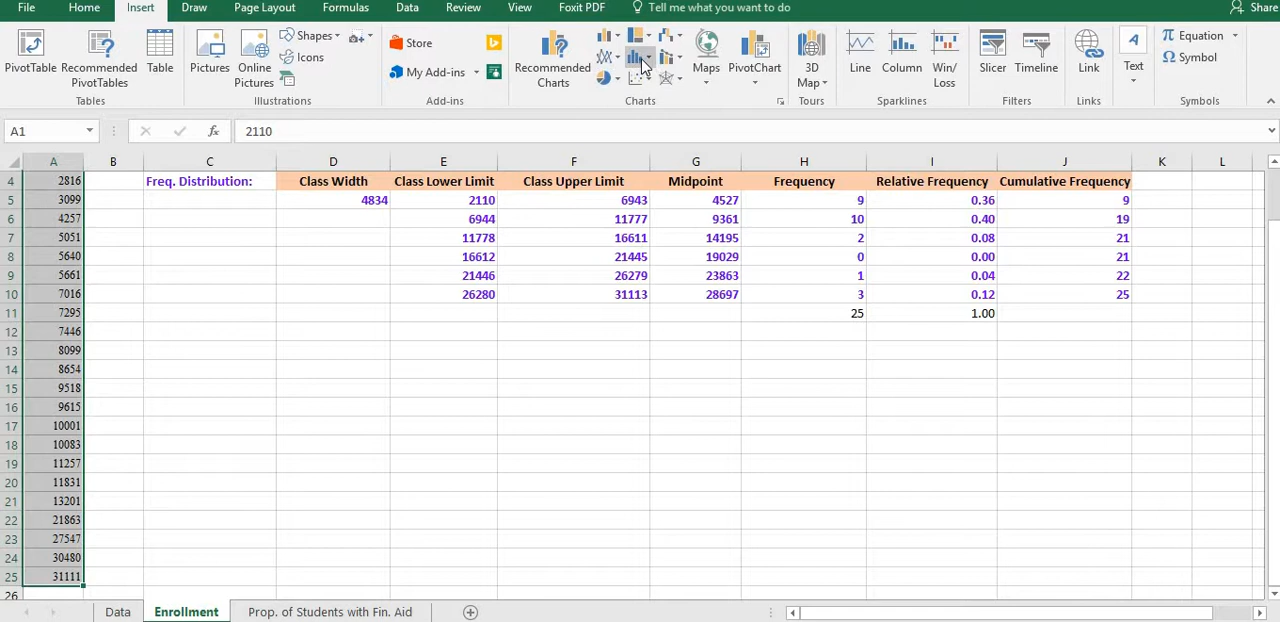 File Home Insert Draw Page Layout Formulas Data Review View Foxit PDF Tell me what you want to do Share
PivotTable Recommended PivotTables Table Pictures Online Pictures Shapes Icons Store My Add-ins Recommended Charts Maps PivotChart 3D Map Line Column Win/Loss Slicer Timeline Link Text Equation Symbol
Tables Illustrations Add-ins Charts Tours Sparklines Filters Links Symbols
A1 fx 2110
A B C D E F G H I J K L
4 2816 Freq. Distribution: Class Width Class Lower Limit Class Upper Limit Midpoint Frequency Relative Frequency Cumulative Frequency
5 3099 4834 2110 6943 4527 9 0.36 9
6 4257 6944 11777 9361 10 0.40 19
7 5051 11778 16611 14195 2 0.08 21
8 5640 16612 21445 19029 0 0.00 21
9 5661 21446 26279 23863 1 0.04 22
10 7016 26280 31113 28697 3 0.12 25
11 7295 25 1.00
12 7446
13 8099
14 8654
15 9518
16 9615
17 10001
18 10083
19 11257
20 11831
21 13201
22 21863
23 27547
24 30480
25 31111
26
Data Enrollment Prop. of Students with Fin. Aid